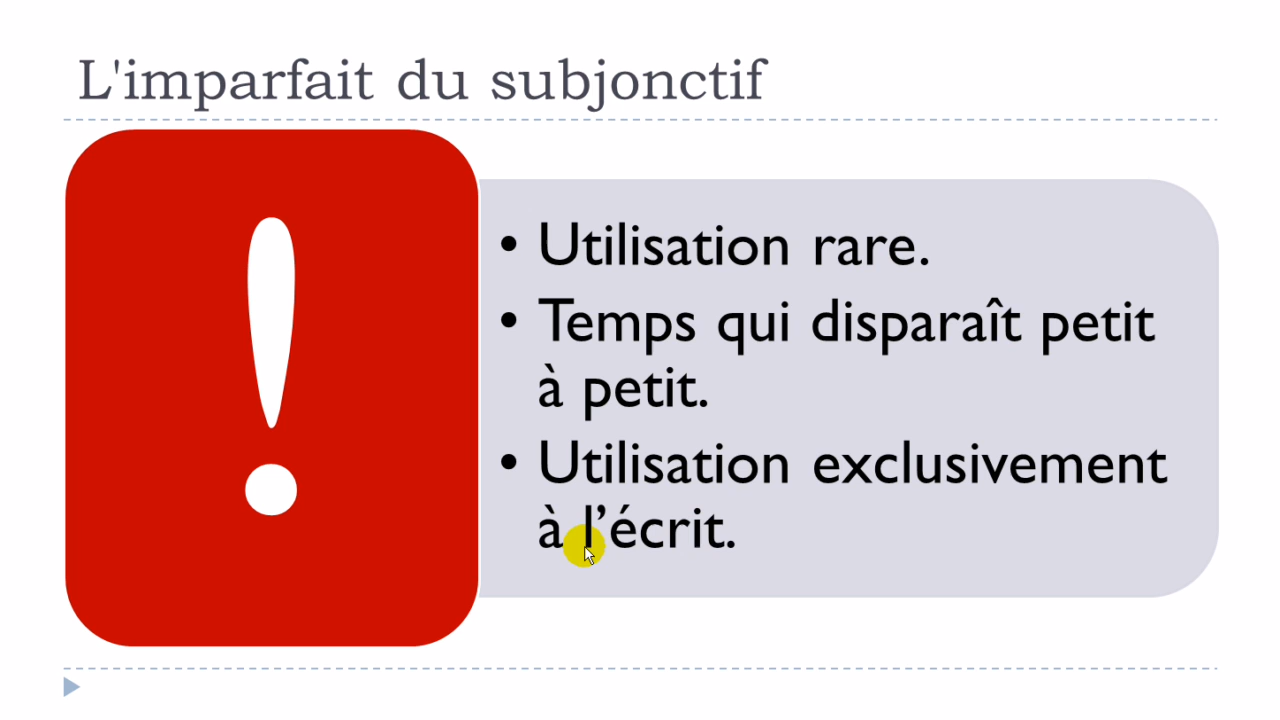 L'imparfait du subjonctif
!
• Utilisation rare.
• Temps qui disparaît petit
à petit.
• Utilisation exclusivement
à l’écrit.